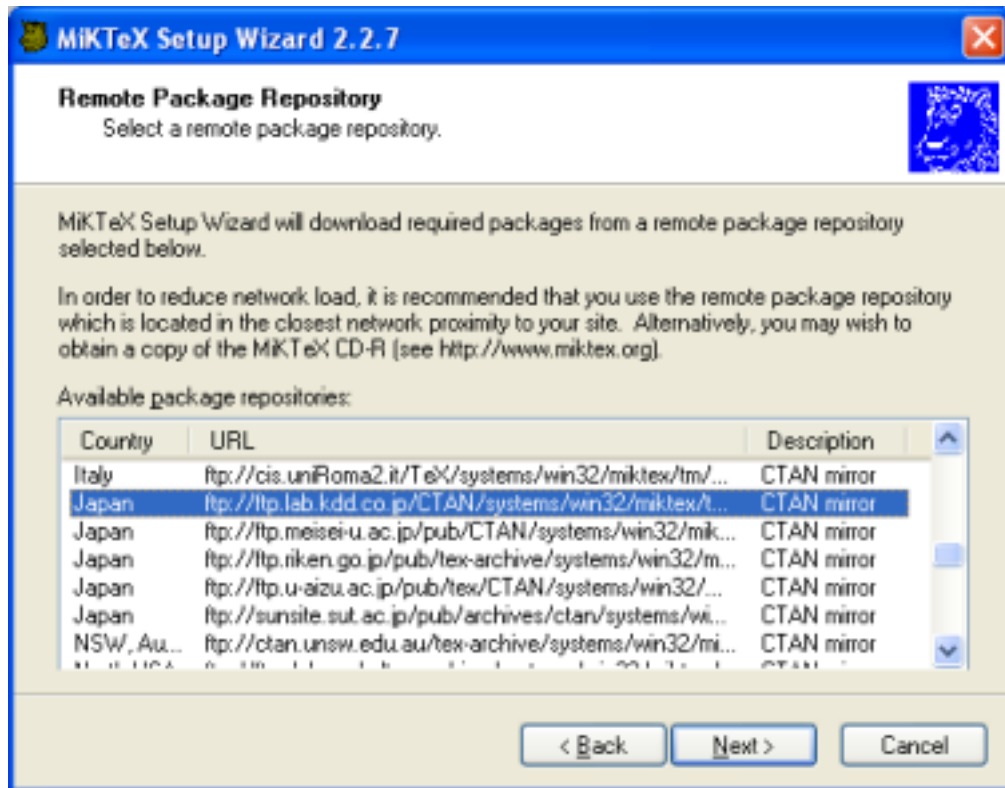 MiKTeX Setup Wizard 2.2.7
Remote Package Repository
Select a remote package repository.
MiKTeX Setup Wizard will download required packages from a remote package repository
selected below.
In order to reduce network load, it is recommended that you use the remote package repository
which is located in the closest network proximity to your site. Alternatively, you may wish to
obtain a copy of the MiKTeX CD-R (see http://www.miktex.org).
Available package repositories:
Country URL Description
Italy ftp://cis.uniRoma2.it/TeX/systems/win32/miktex/tm/... CTAN mirror
Japan ftp://ftp.lab.kdd.co.jp/CTAN/systems/win32/miktex/t... CTAN mirror
Japan ftp://ftp.meisei-u.ac.jp/pub/CTAN/systems/win32/mik... CTAN mirror
Japan ftp://ftp.riken.go.jp/pub/tex-archive/systems/win32/m... CTAN mirror
Japan ftp://ftp.u-aizu.ac.jp/pub/tex/CTAN/systems/win32/... CTAN mirror
Japan ftp://sunsite.sut.ac.jp/pub/archives/ctan/systems/wi... CTAN mirror
NSW, Au... ftp://ctan.unsw.edu.au/tex-archive/systems/win32/mi... CTAN mirror
< Back Next > Cancel